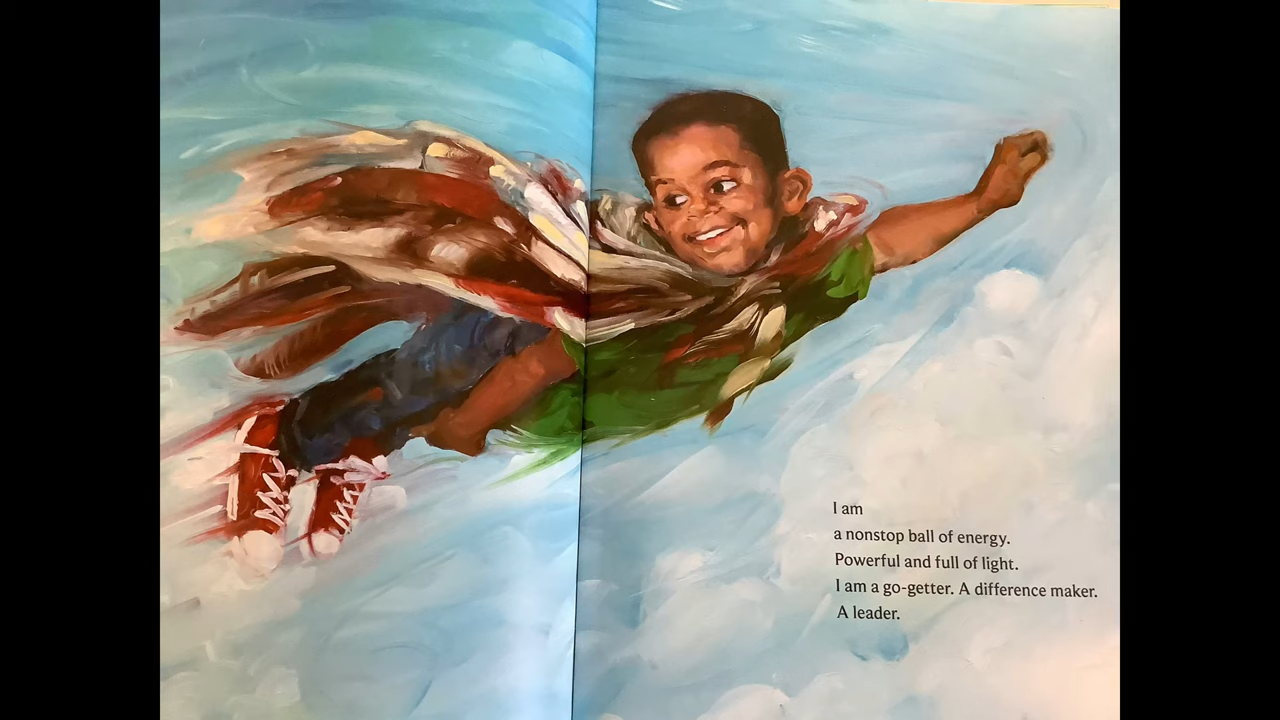 I am
a nonstop ball of energy.
Powerful and full of light.
I am a go-getter. A difference maker.
A leader.